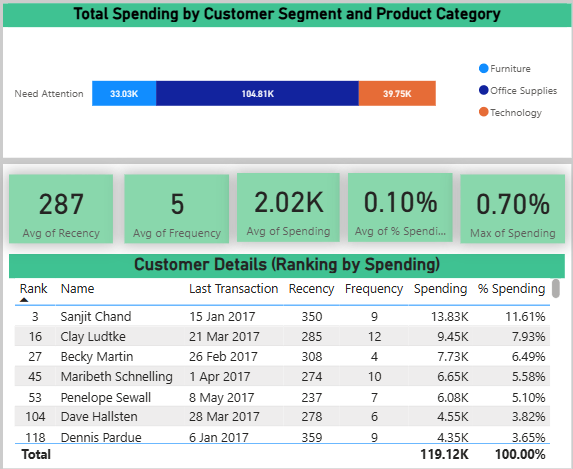 Total Spending by Customer Segment and Product Category
Furniture
Need Attention 33.03K 104.81K 39.75K Office Supplies
Technology
287 5 2.02K 0.10% 0.70%
Avg of Recency Avg of Frequency Avg of Spending Avg of % Spendi... Max of Spending
Customer Details (Ranking by Spending)
Rank Name Last Transaction Recency Frequency Spending % Spending
3 Sanjit Chand 15 Jan 2017 350 9 13.83K 11.61%
16 Clay Ludtke 21 Mar 2017 285 12 9.45K 7.93%
27 Becky Martin 26 Feb 2017 308 4 7.73K 6.49%
45 Maribeth Schnelling 1 Apr 2017 274 10 6.65K 5.58%
53 Penelope Sewall 8 May 2017 237 7 6.08K 5.10%
104 Dave Hallsten 28 Mar 2017 278 6 4.55K 3.82%
118 Dennis Pardue 6 Jan 2017 359 9 4.35K 3.65%
Total 119.12K 100.00%